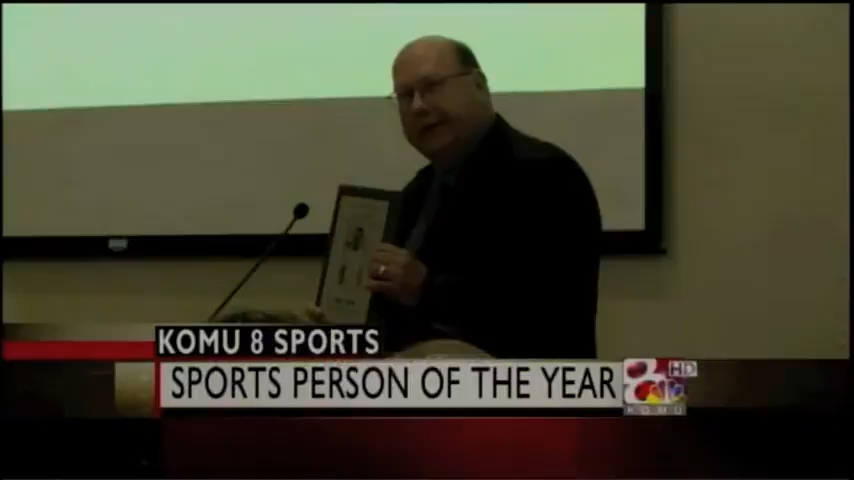 KOMU 8 SPORTS
SPORTS PERSON OF THE YEAR
8 HD
KOMU